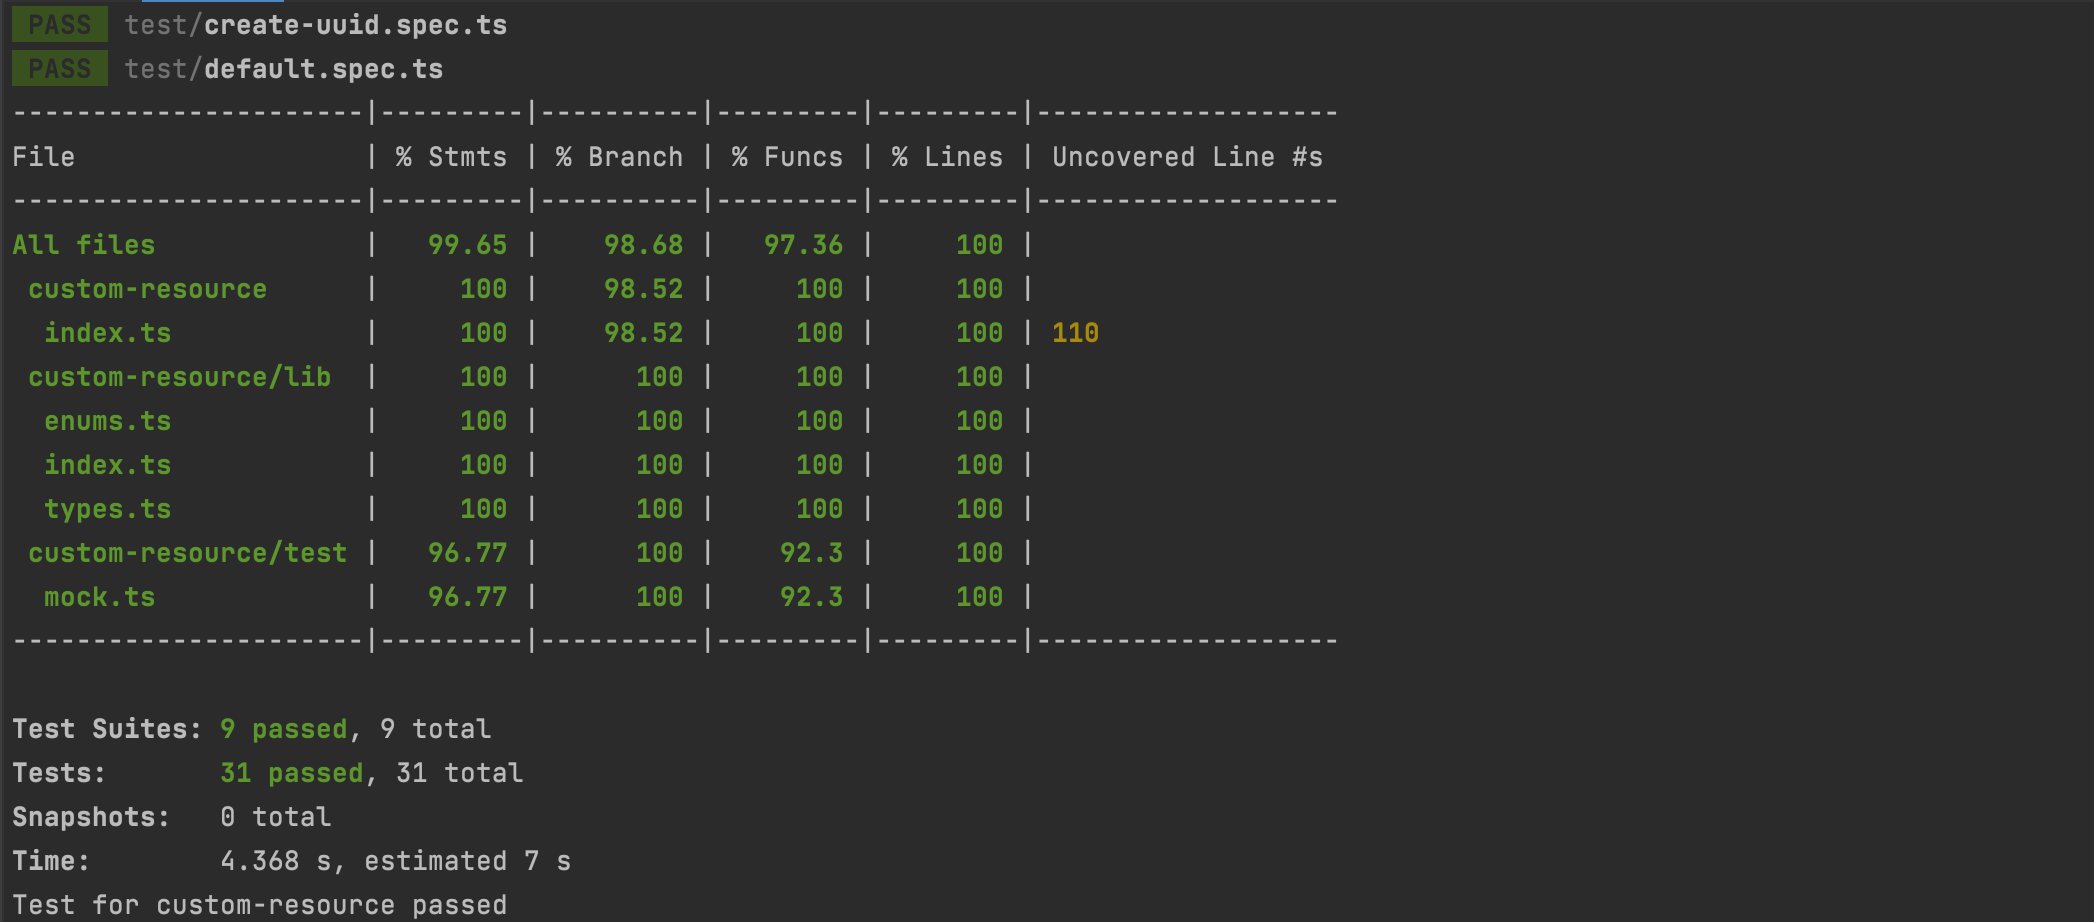 PASS test/create-uuid.spec.ts
PASS test/default.spec.ts
----------------------|---------|----------|---------|---------|-------------------
File                  | % Stmts | % Branch | % Funcs | % Lines | Uncovered Line #s
----------------------|---------|----------|---------|---------|-------------------
All files             |   99.65 |    98.68 |   97.36 |     100 |
 custom-resource      |     100 |    98.52 |     100 |     100 |
  index.ts            |     100 |    98.52 |     100 |     100 | 110
 custom-resource/lib  |     100 |      100 |     100 |     100 |
  enums.ts            |     100 |      100 |     100 |     100 |
  index.ts            |     100 |      100 |     100 |     100 |
  types.ts            |     100 |      100 |     100 |     100 |
 custom-resource/test |   96.77 |      100 |    92.3 |     100 |
  mock.ts             |   96.77 |      100 |    92.3 |     100 |
----------------------|---------|----------|---------|---------|-------------------
Test Suites: 9 passed, 9 total
Tests:       31 passed, 31 total
Snapshots:   0 total
Time:        4.368 s, estimated 7 s
Test for custom-resource passed